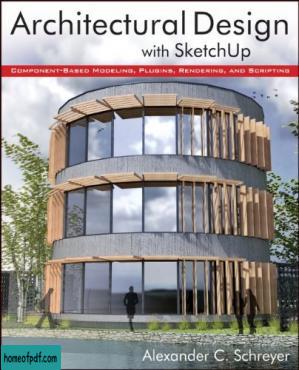 Architectural Design
with SketchUp
COMPONENT-BASED MODELING, PLUGINS, RENDERING, AND SCRIPTING
Alexander C. Schreyer
homeofpdf.com